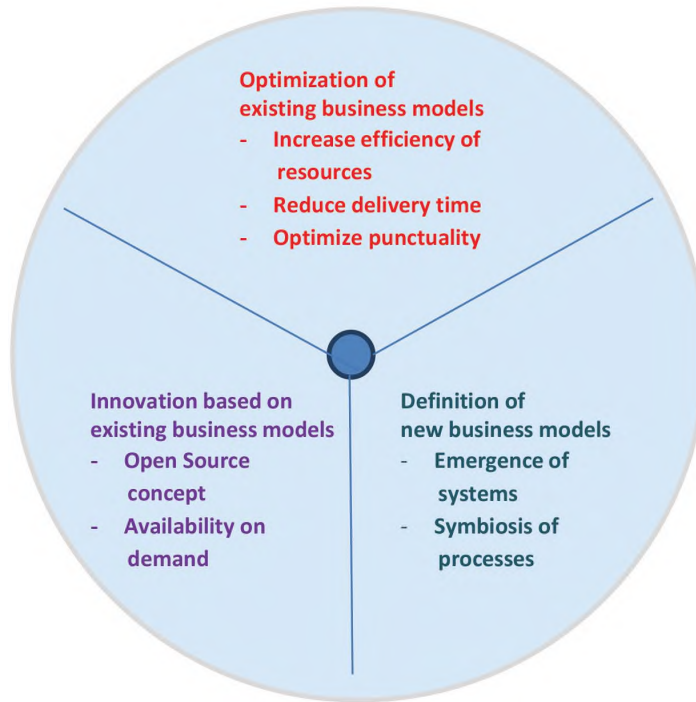 Optimization of
existing business models
- Increase efficiency of
resources
- Reduce delivery time
- Optimize punctuality
Innovation based on
existing business models
- Open Source
concept
- Availability on
demand
Definition of
new business models
- Emergence of
systems
- Symbiosis of
processes